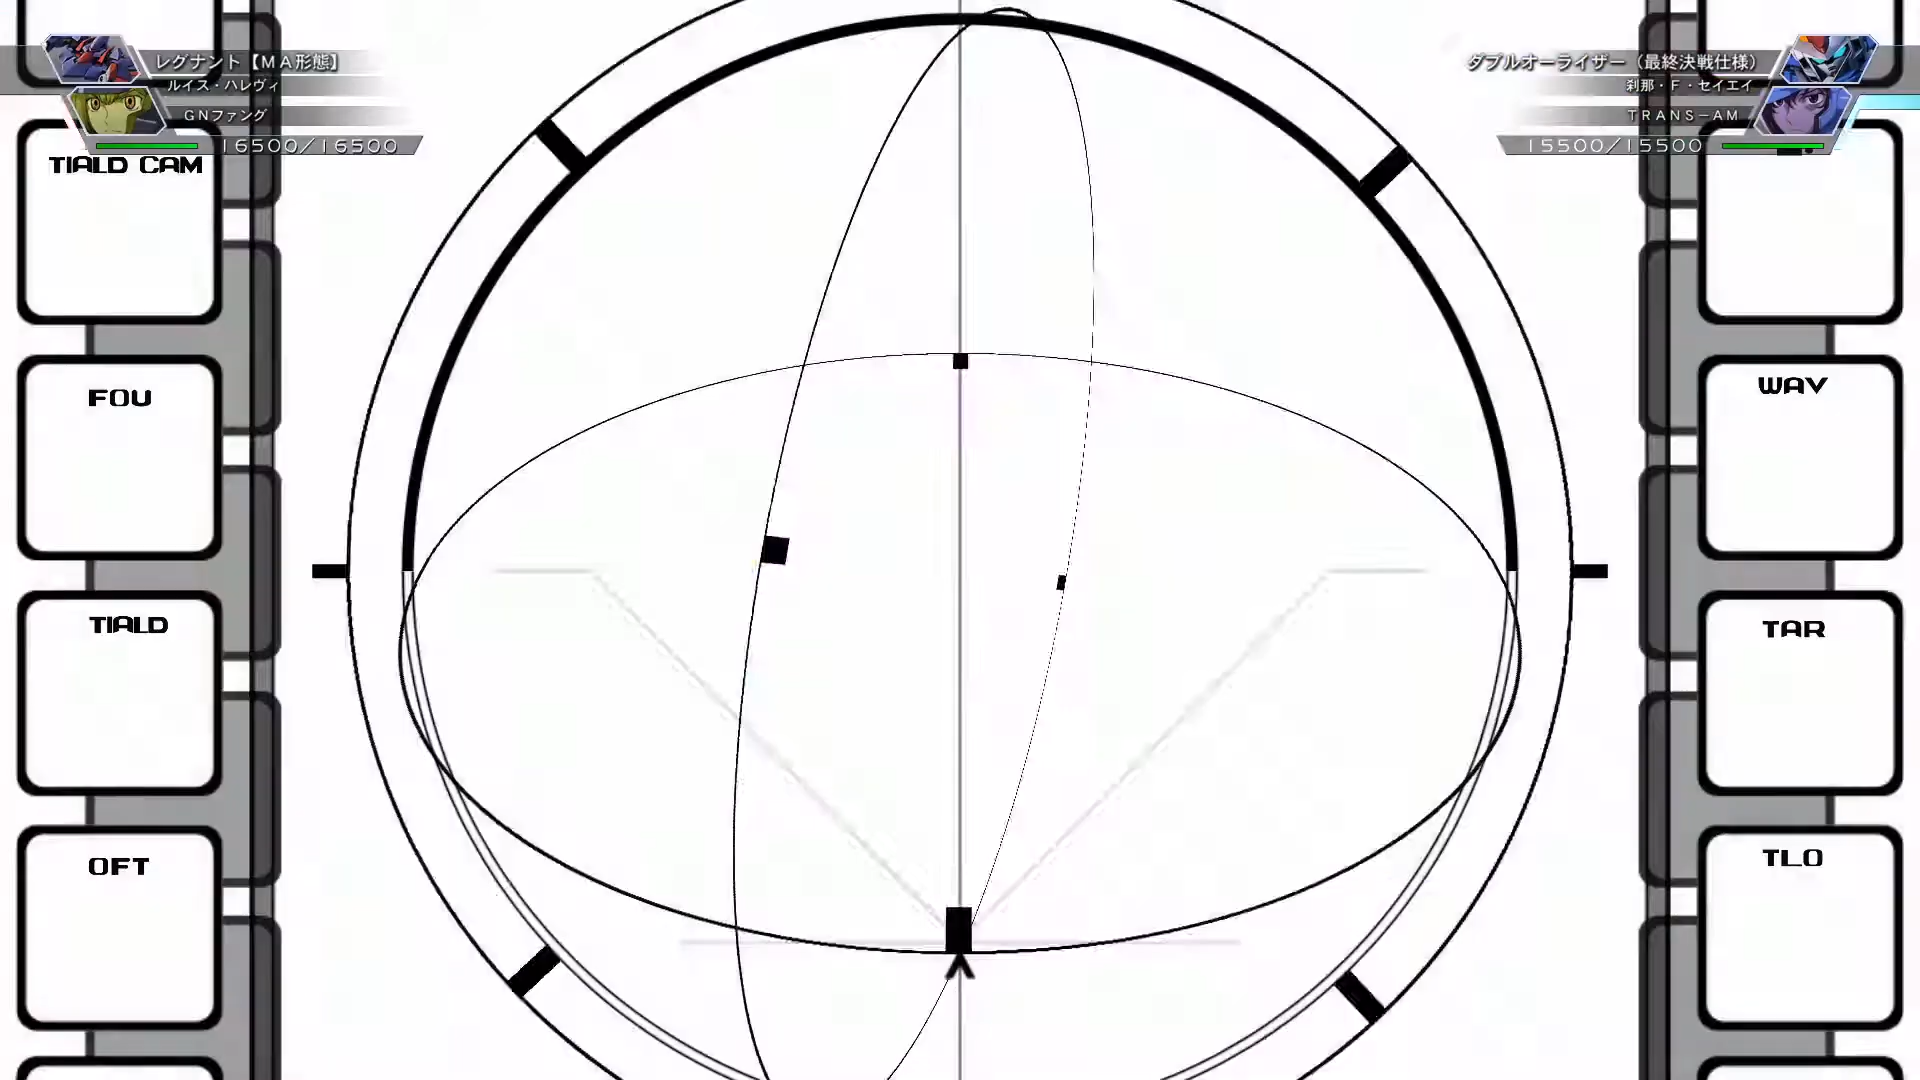 レグナント【MA形態】
ルイス・ハレヴィ
GNファング
16500/16500
ダブルオーライザー（最終決戦仕様）
刹那・F・セイエイ
TRANS-AM
15500/15500
TIALD CAM
FOU
TIALD
OFT
WAV
TAR
TLO